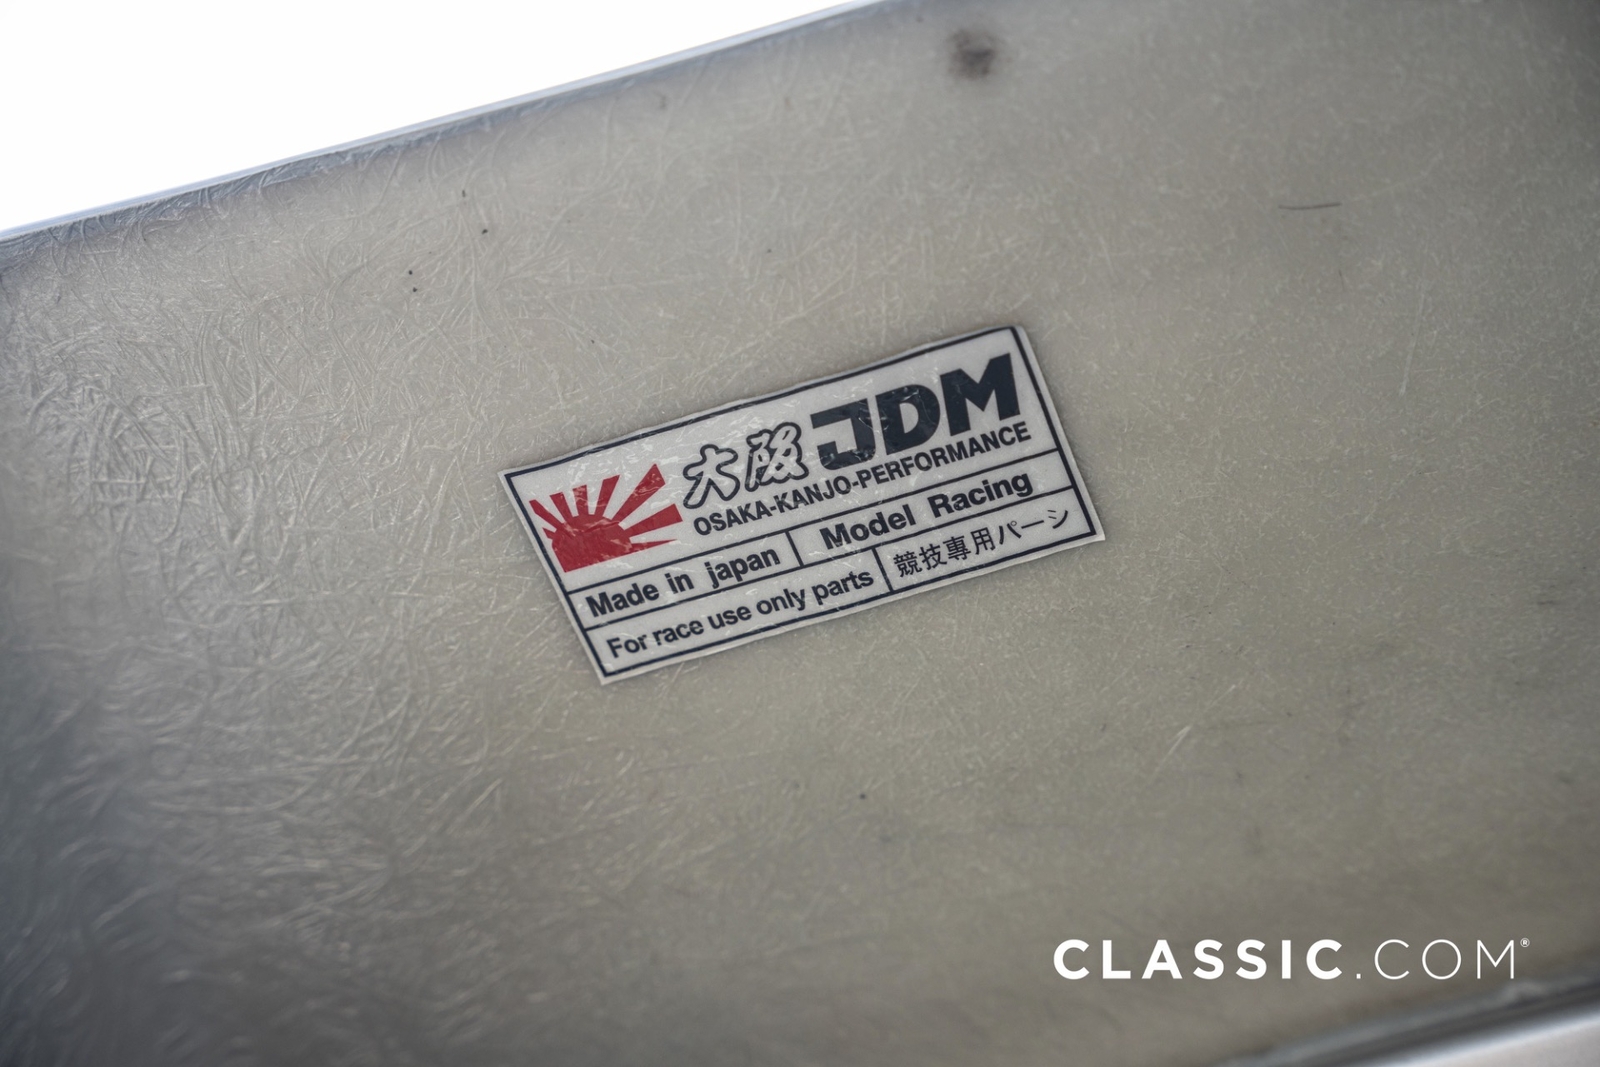 大阪 JDM
OSAKA-KANJO-PERFORMANCE
Made in japan Model Racing
For race use only parts 競技専用パーシ
CLASSIC.COM®